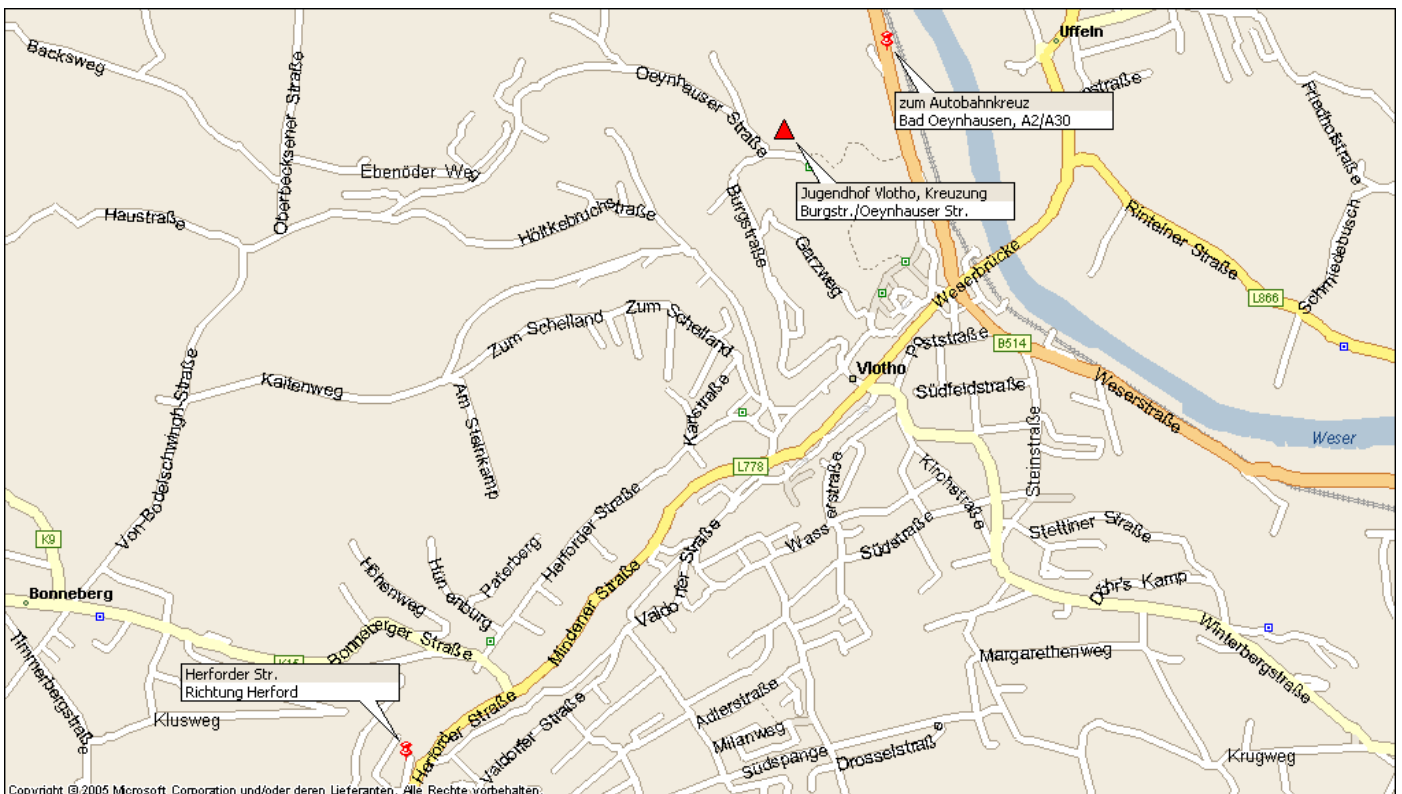 Uffeln
Backsweg
Oeynhauser Straße
zum Autobahnkreuz
Bad Oeynhausen, A2/A30
Friedhofstraße
Oberbecksener Straße
Ebenöder Weg
Jugendhof Vlotho, Kreuzung
Burgstr./Oeynhauser Str.
Haustraße
Höltkebruchstraße
Burgstraße
Garzweg
Weserbrücke
Rintelner Straße
L866
Schmiedebusch
Zum Schelland
Zum Schelland
Poststraße
B514
Vlotho
Südfeldstraße
Weserstraße
Weser
Von-Bodelschwingh-Straße
Am Steinkamp
Karlstraße
L778
Steinstraße
Kirchstraße
Herforder Straße
Wasserstraße
Südstraße
Stettiner Straße
K9
Höhenweg
Paterberg
Mindener Straße
Valdorfer Straße
Döhr's Kamp
Bonneberg
Bonneberger Straße
Winterbergstraße
Margarethenweg
Timmerbergstraße
Herforder Str.
Richtung Herford
Klusweg
Herforder Straße
Valdorfer Straße
Adlerstraße
Milanweg
Südspange
Drosselstraße
Krugweg
Copyright © 2005 Microsoft Corporation und/oder deren Lieferanten. Alle Rechte vorbehalten.